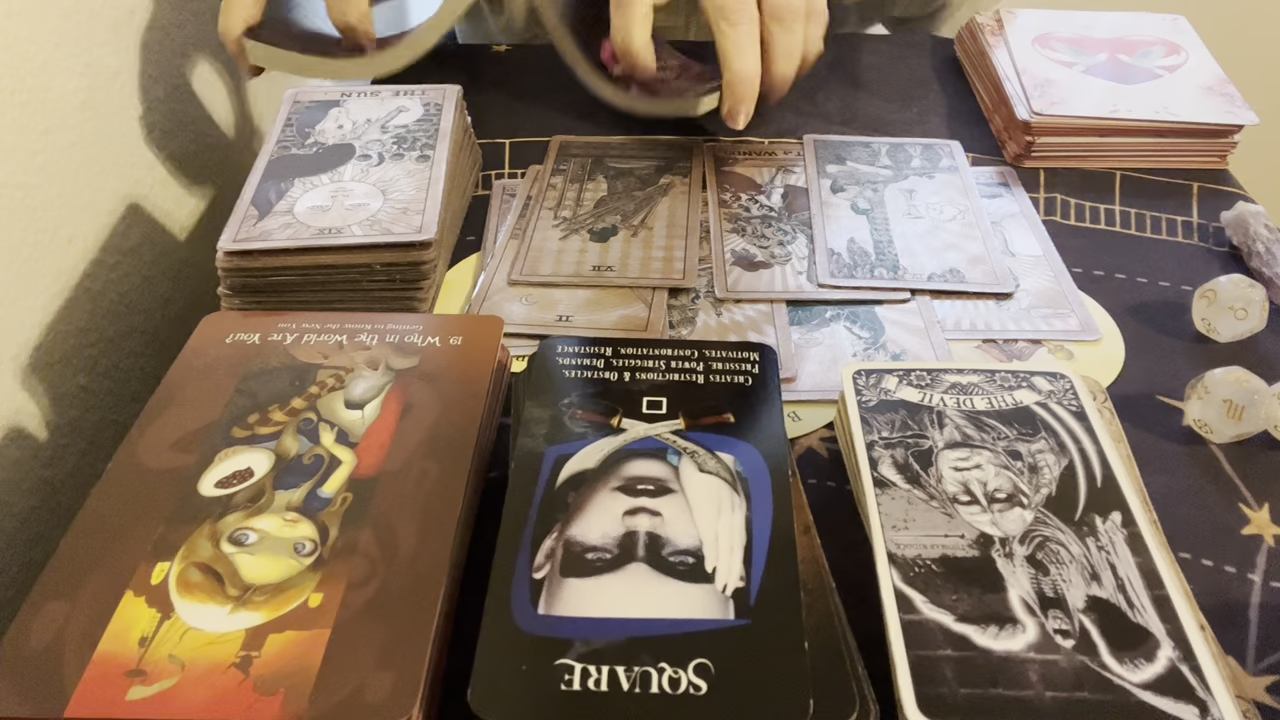 THE SUN
XIX
VII
II
WAND
B
19. Who in the World Are You?
Getting to Know the New You
SQUARE
CREATES RESTRICTIONS & OBSTACLES.
PRESSURE, POWER STRUGGLES, DEMANDS,
MOTIVATES, CONFRONTATION, RESISTANCE
THE DEVIL